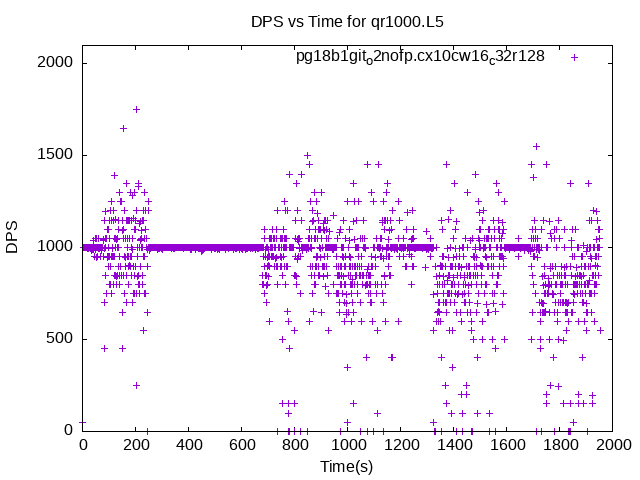 DPS vs Time for qr1000.L5
pg18b1git_o2nofp.cx10cw16_c32r128
2000
1500
1000
500
0
DPS
0 200 400 600 800 1000 1200 1400 1600 1800 2000
Time(s)